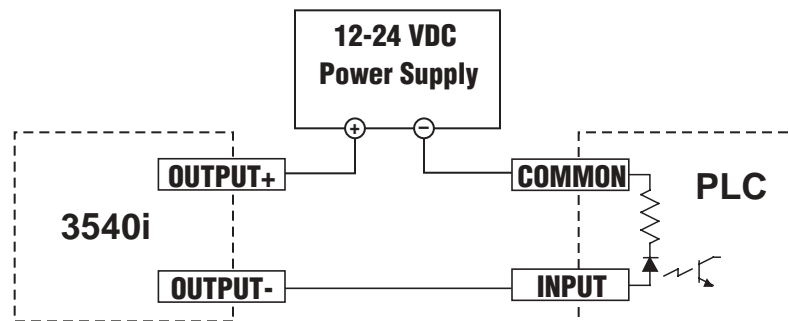 12-24 VDC
Power Supply
+
−
OUTPUT+
COMMON
PLC
3540i
OUTPUT-
INPUT